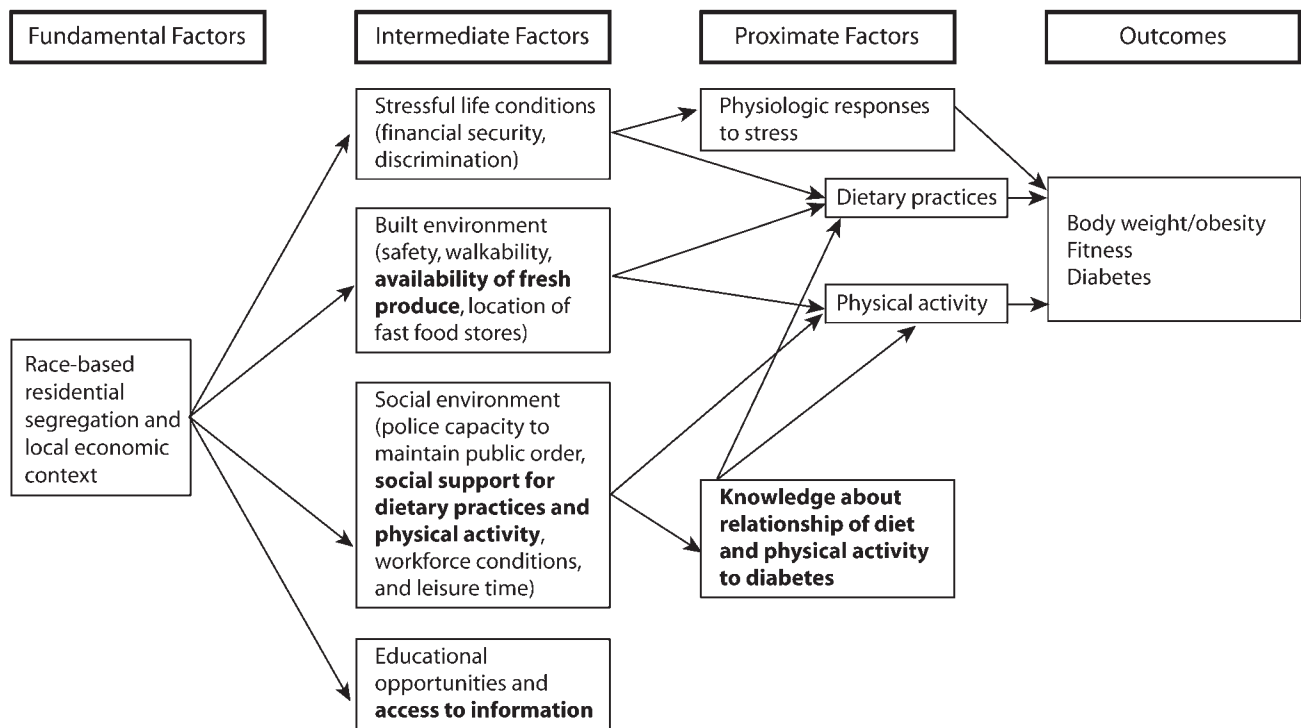 Fundamental Factors
Intermediate Factors
Proximate Factors
Outcomes
Race-based
residential
segregation and
local economic
context
Stressful life conditions
(financial security,
discrimination)
Built environment
(safety, walkability,
availability of fresh
produce, location of
fast food stores)
Social environment
(police capacity to
maintain public order,
social support for
dietary practices and
physical activity,
workforce conditions,
and leisure time)
Educational
opportunities and
access to information
Physiologic responses
to stress
Dietary practices
Physical activity
Knowledge about
relationship of diet
and physical activity
to diabetes
Body weight/obesity
Fitness
Diabetes